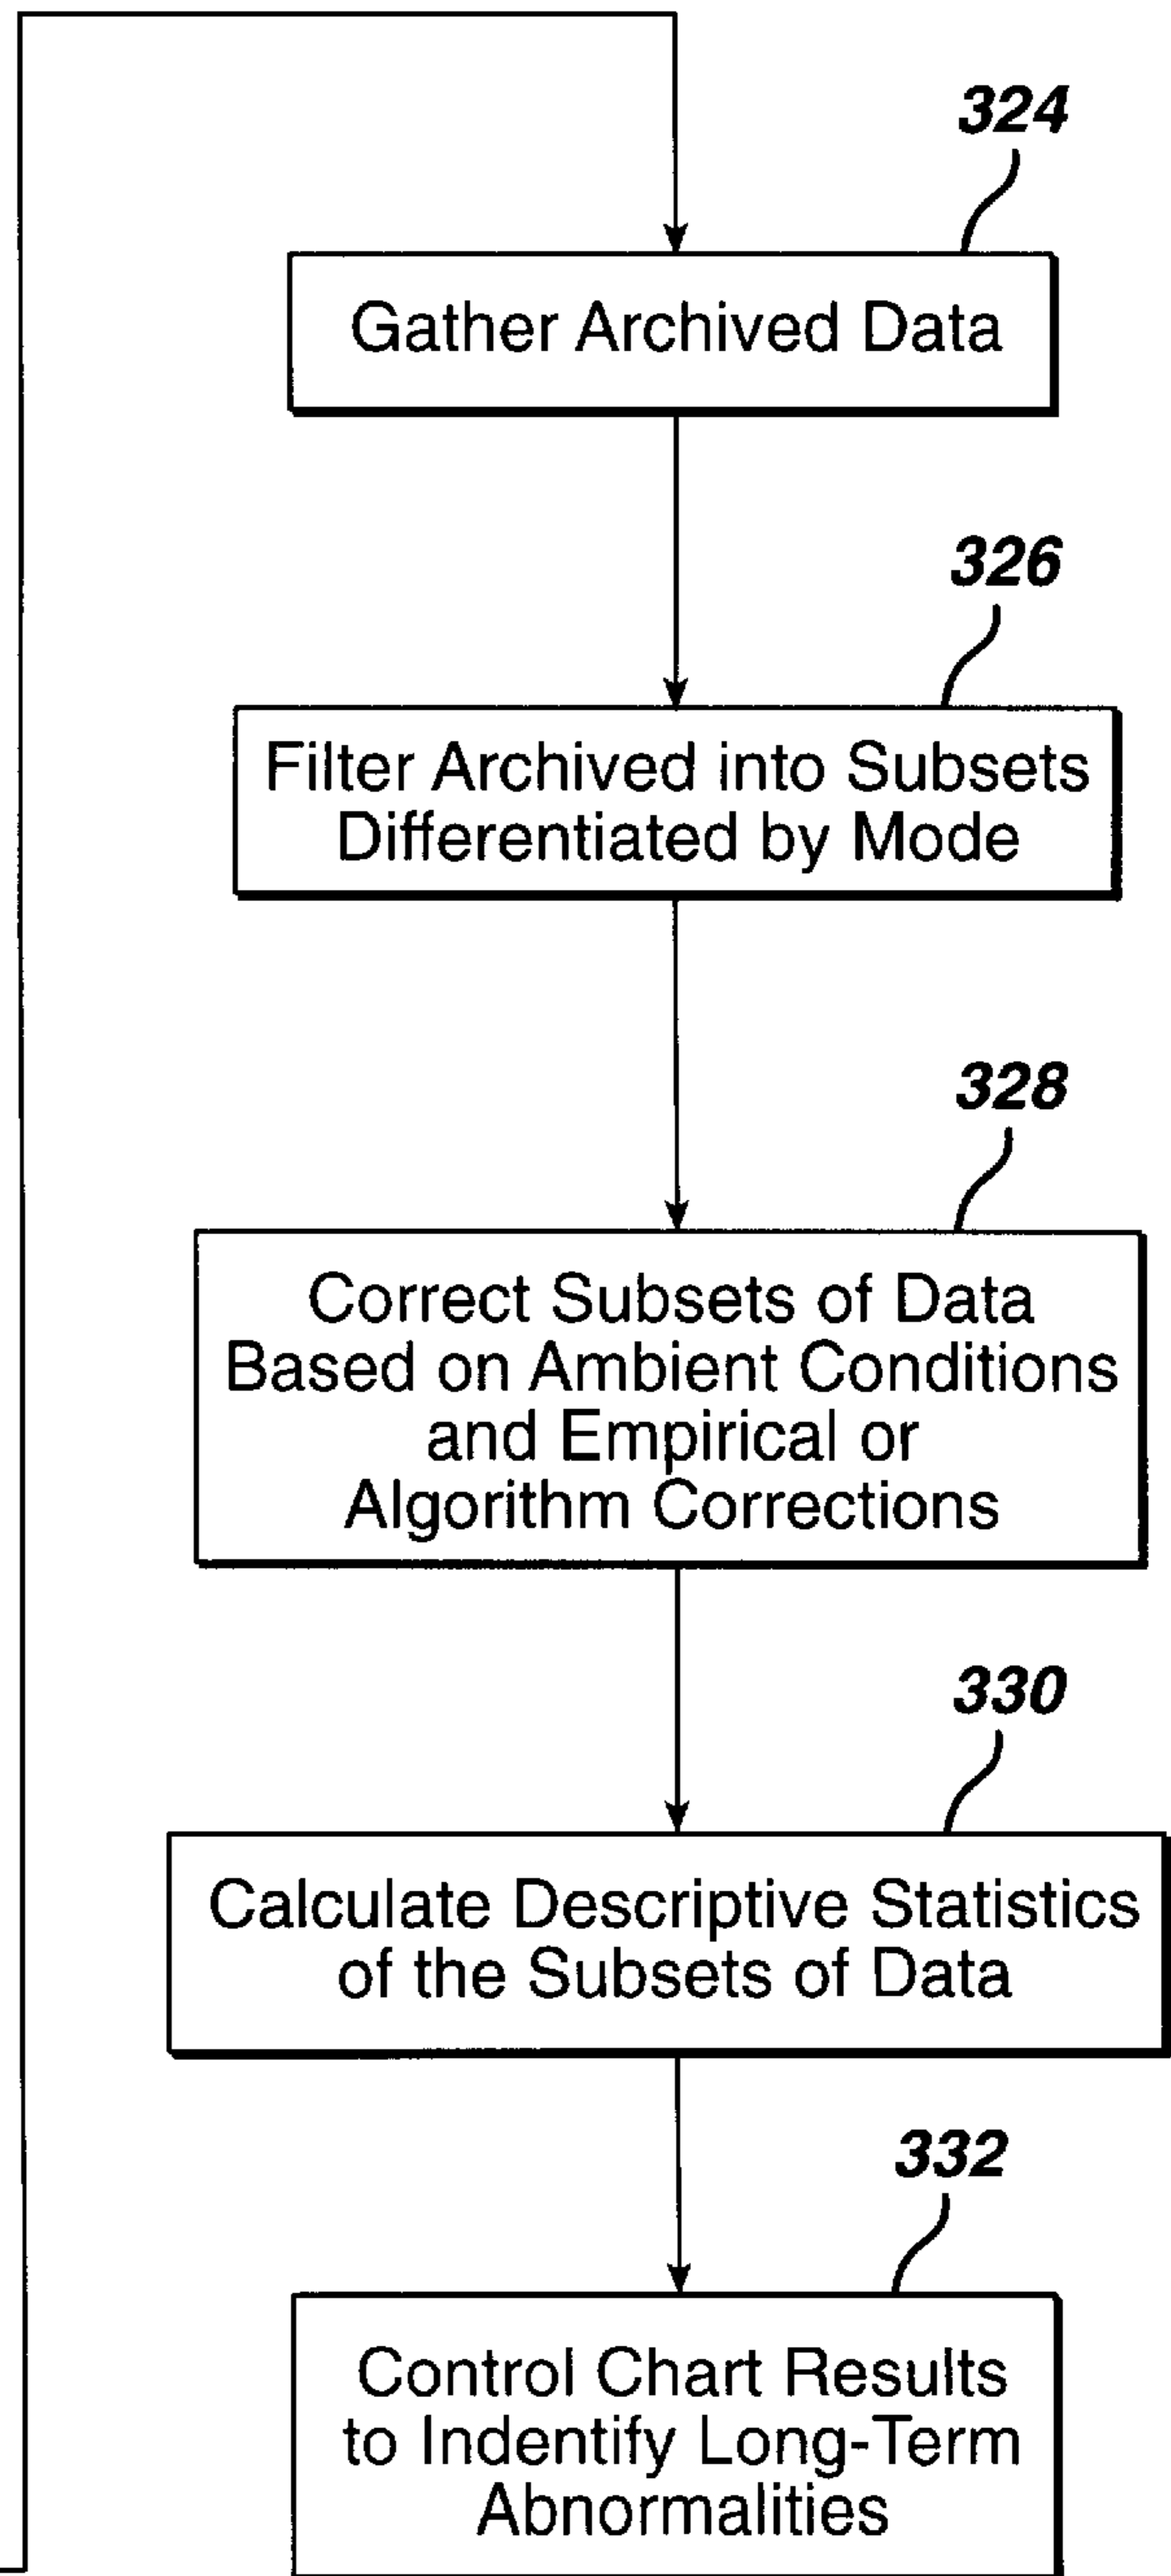 324
Gather Archived Data
326
Filter Archived into Subsets
Differentiated by Mode
328
Correct Subsets of Data
Based on Ambient Conditions
and Empirical or
Algorithm Corrections
330
Calculate Descriptive Statistics
of the Subsets of Data
332
Control Chart Results
to Indentify Long-Term
Abnormalities